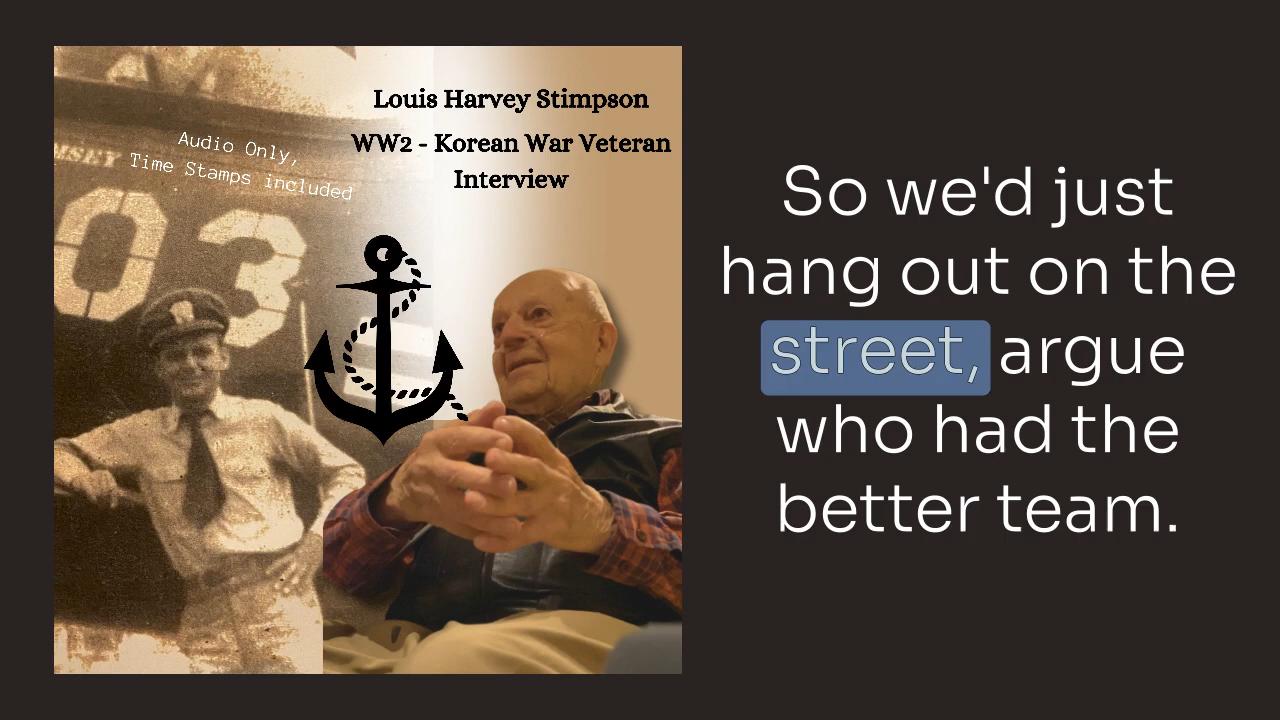 Louis Harvey Stimpson
WW2 - Korean War Veteran
Interview
Audio Only,
Time Stamps included
03
So we'd just
hang out on the
street, argue
who had the
better team.